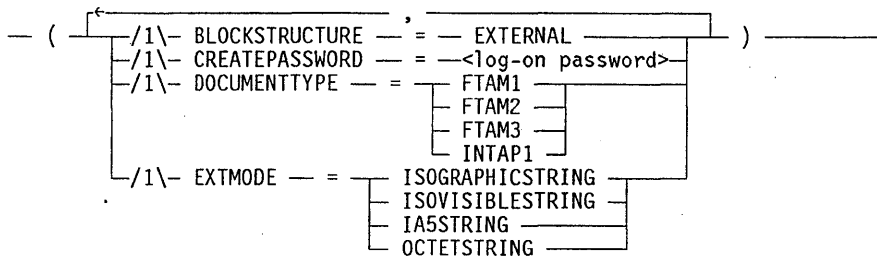 ,
( /1\ BLOCKSTRUCTURE = EXTERNAL )
/1\ CREATEPASSWORD = <log-on password>
/1\ DOCUMENTTYPE = FTAM1
FTAM2
FTAM3
INTAP1
/1\ EXTMODE = ISOGRAPHICSTRING
ISOVISIBLESTRING
IA5STRING
OCTETSTRING